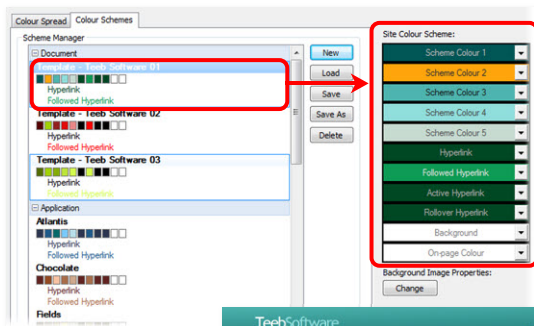 Colour Spread
Colour Schemes
Scheme Manager
Document
Template - Teeb Software 01
Hyperlink
Followed Hyperlink
Template - Teeb Software 02
Hyperlink
Followed Hyperlink
Template - Teeb Software 03
Hyperlink
Followed Hyperlink
Application
Atlantis
Hyperlink
Followed Hyperlink
Chocolate
Hyperlink
Followed Hyperlink
Fields
New
Load
Save
Save As
Delete
Site Colour Scheme:
Scheme Colour 1
Scheme Colour 2
Scheme Colour 3
Scheme Colour 4
Scheme Colour 5
Hyperlink
Followed Hyperlink
Active Hyperlink
Rollover Hyperlink
Background
On-page Colour
Background Image Properties:
Change
TeebSoftware